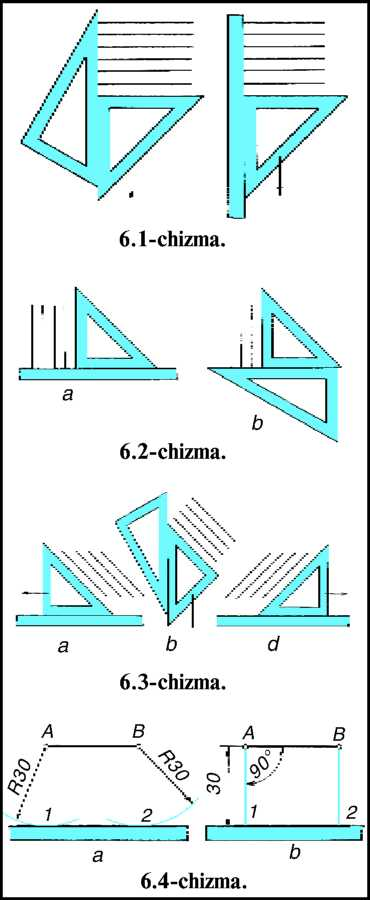 6.1-chizma.
a
b
6.2-chizma.
a
b
d
6.3-chizma.
A
B
A
B
R30
R30
30
90°
1
2
1
2
a
b
6.4-chizma.